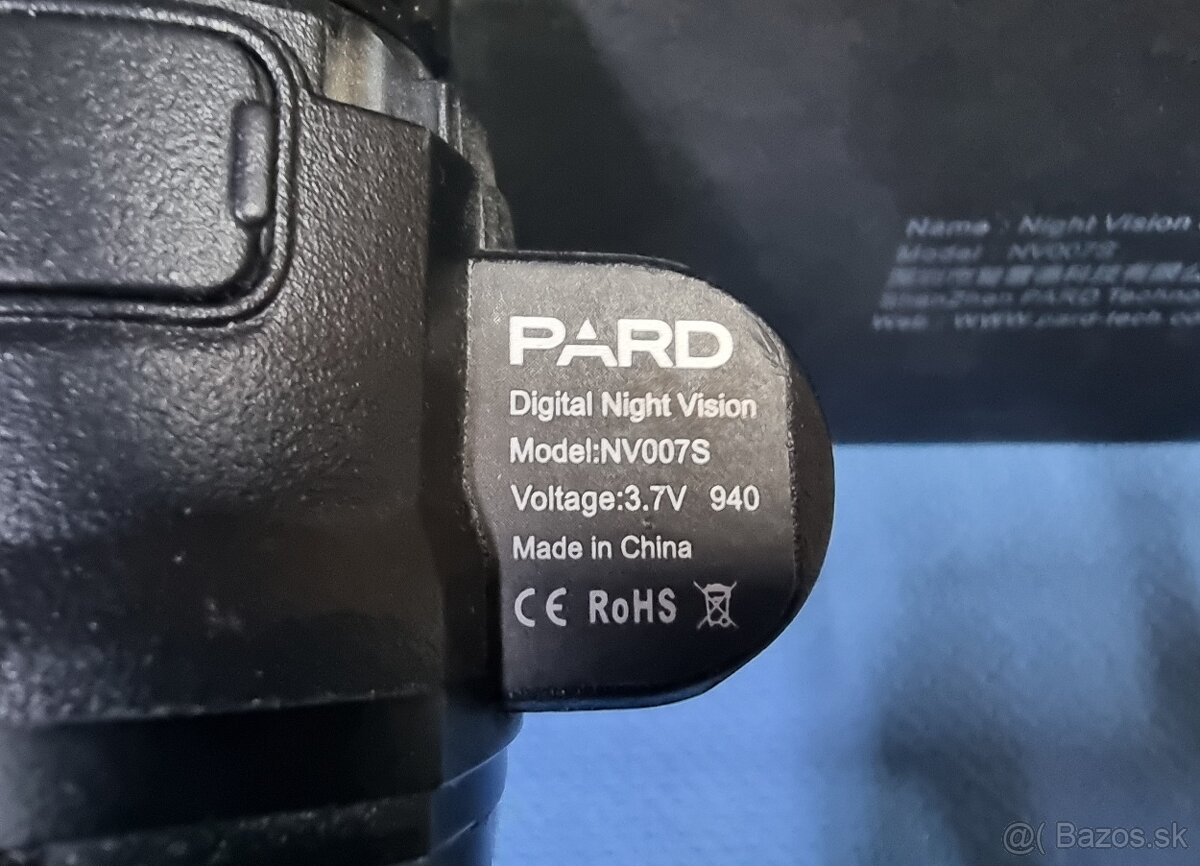 PARD
Digital Night Vision
Model:NV007S
Voltage:3.7V 940
Made in China
CE RoHS
Name : Night Vision
Model : NV007S
ShenZhen PARD Techno
Web : WWW.pard-tech.co
@( Bazos.sk